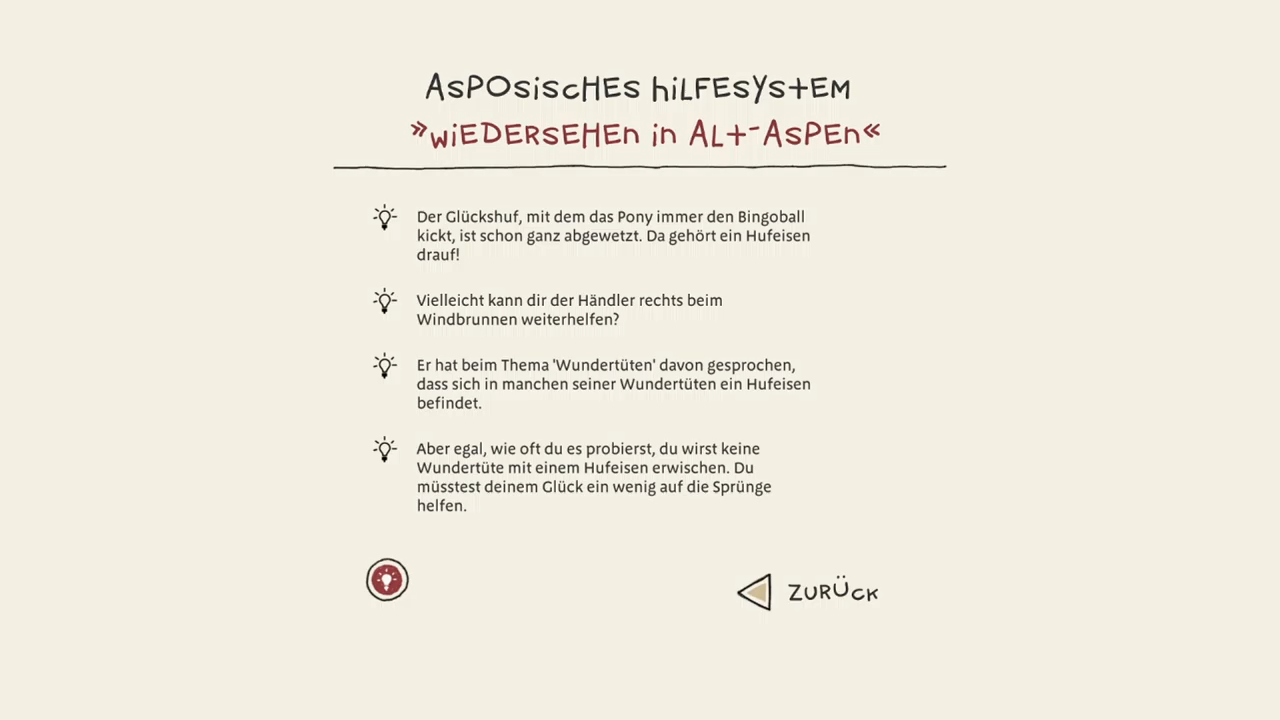 Asposisches Hilfesystem
»Wiedersehen in Alt-Aspen«
Der Glückshuf, mit dem das Pony immer den Bingoball
kickt, ist schon ganz abgewetzt. Da gehört ein Hufeisen
drauf!
Vielleicht kann dir der Händler rechts beim
Windbrunnen weiterhelfen?
Er hat beim Thema 'Wundertüten' davon gesprochen,
dass sich in manchen seiner Wundertüten ein Hufeisen
befindet.
Aber egal, wie oft du es probierst, du wirst keine
Wundertüte mit einem Hufeisen erwischen. Du
müsstest deinem Glück ein wenig auf die Sprünge
helfen.
Zurück